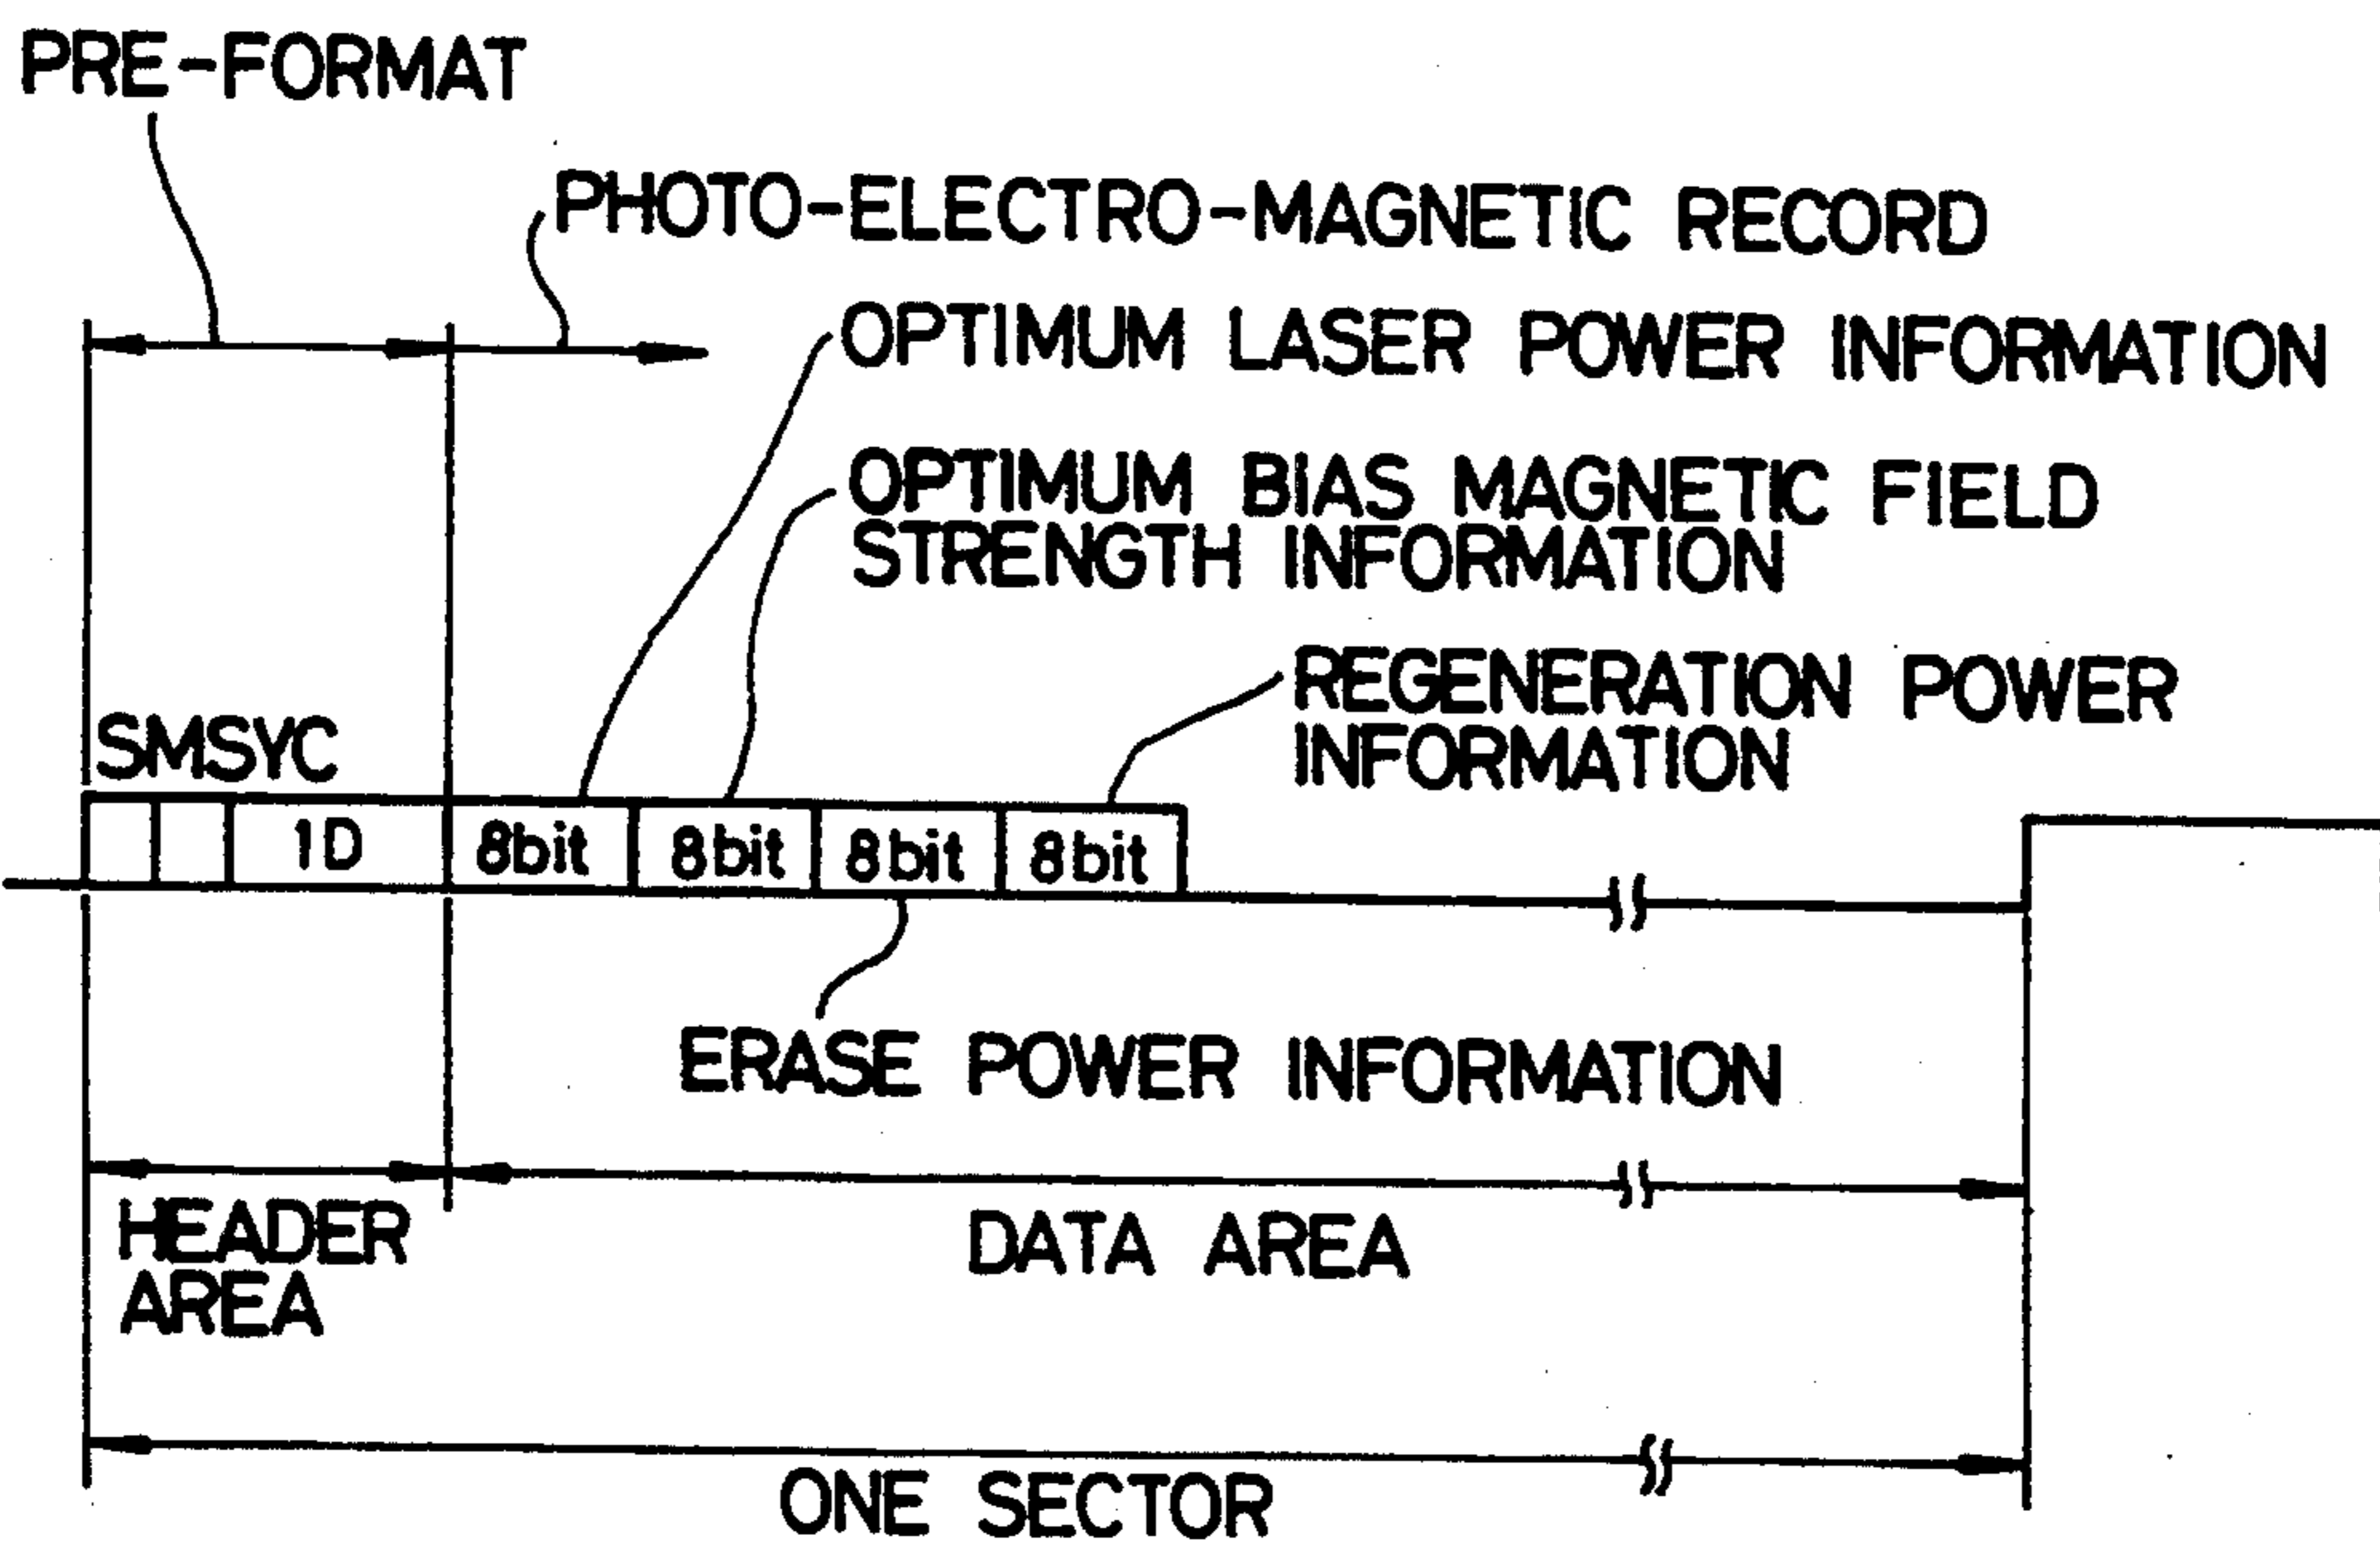 PRE-FORMAT
PHOTO-ELECTRO-MAGNETIC RECORD
OPTIMUM LASER POWER INFORMATION
OPTIMUM BIAS MAGNETIC FIELD
STRENGTH INFORMATION
REGENERATION POWER
INFORMATION
SMSYC
1D 8bit 8bit 8bit 8bit
ERASE POWER INFORMATION
HEADER
AREA
DATA AREA
ONE SECTOR